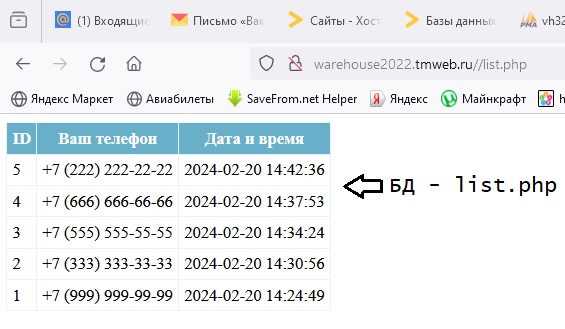 (1) Входящие
Письмо «Вак
Сайты - Хост
Базы данных
vh32
warehouse2022.tmweb.ru//list.php
Яндекс Маркет
Авиабилеты
SaveFrom.net Helper
Яндекс
Майнкрафт
h
ID Ваш телефон Дата и время
5 +7 (222) 222-22-22 2024-02-20 14:42:36
4 +7 (666) 666-66-66 2024-02-20 14:37:53
3 +7 (555) 555-55-55 2024-02-20 14:34:24
2 +7 (333) 333-33-33 2024-02-20 14:30:56
1 +7 (999) 999-99-99 2024-02-20 14:24:49
БД - list.php